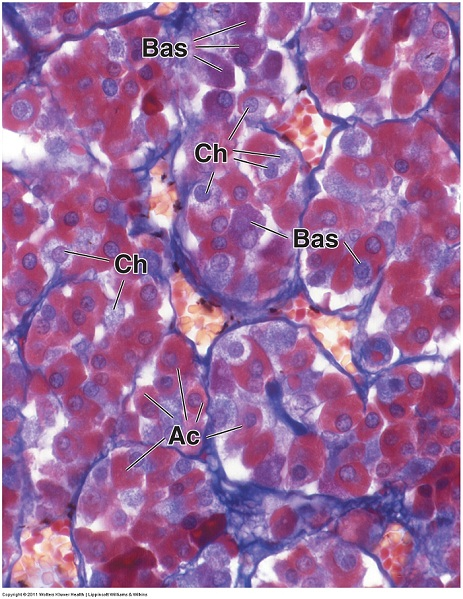 Bas
Ch
Bas
Ch
Ac
Copyright © 2011 Wolters Kluwer Health | Lippincott Williams & Wilkins